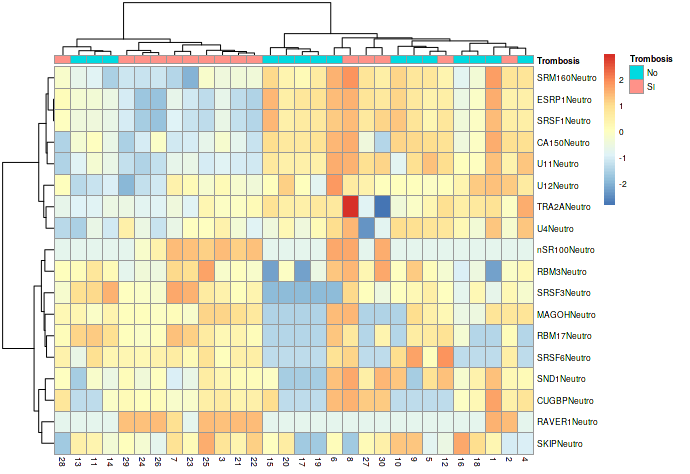 Trombosis
Trombosis
No
SI
2
1
0
-1
-2
SRM160Neutro
ESRP1Neutro
SRSF1Neutro
CA150Neutro
U11Neutro
U12Neutro
TRA2ANeutro
U4Neutro
nSR100Neutro
RBM3Neutro
SRSF3Neutro
MAGOHNeutro
RBM17Neutro
SRSF6Neutro
SND1Neutro
CUGBPNeutro
RAVER1Neutro
SKIPNeutro
28 13 11 14 29 24 26 7 23 25 3 21 22 15 20 17 19 6 8 27 30 10 9 5 12 16 18 1 2 4